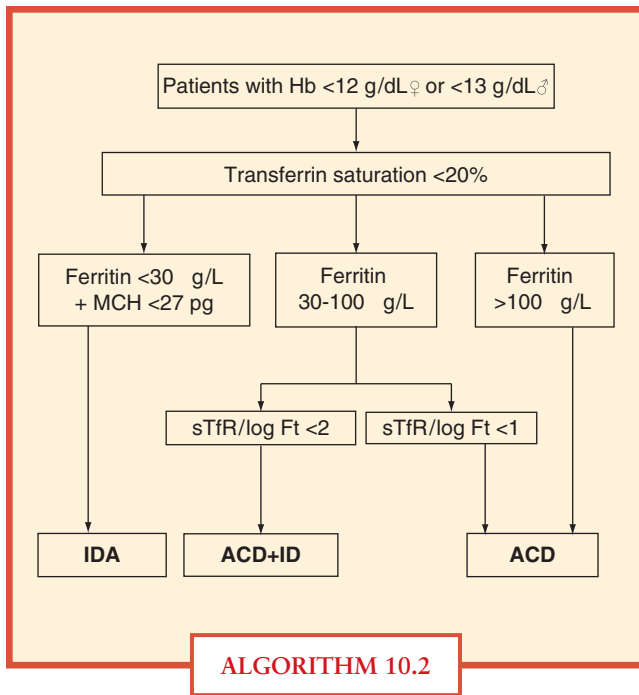 Patients with Hb <12 g/dL♀ or <13 g/dL♂
Transferrin saturation <20%
Ferritin <30 g/L
+ MCH <27 pg
Ferritin
30-100 g/L
Ferritin
>100 g/L
sTfR/log Ft <2
sTfR/log Ft <1
IDA
ACD+ID
ACD
ALGORITHM 10.2